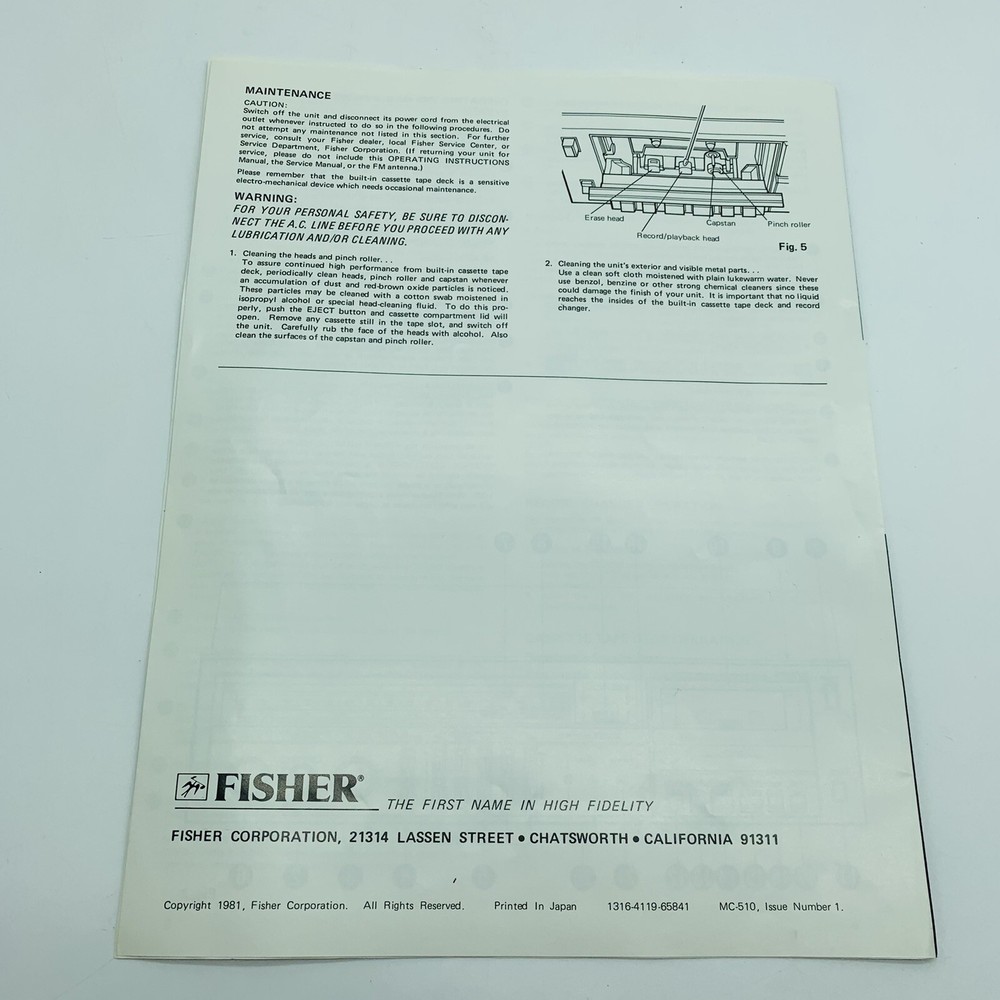 MAINTENANCE
CAUTION:
Switch off the unit and disconnect its power cord from the electrical
outlet whenever instructed to do so in the following procedures. Do
not attempt any maintenance not listed in this section. For further
service, consult your Fisher dealer, local Fisher Service Center, or
Service Department, Fisher Corporation. (If returning your unit for
service, please do not include this OPERATING INSTRUCTIONS
Manual, the Service Manual, or the FM antenna.)
Please remember that the built-in cassette tape deck is a sensitive
electro-mechanical device which needs occasional maintenance.
WARNING:
FOR YOUR PERSONAL SAFETY, BE SURE TO DISCON-
NECT THE A.C. LINE BEFORE YOU PROCEED WITH ANY
LUBRICATION AND/OR CLEANING.
1. Cleaning the heads and pinch roller. . .
To assure continued high performance from built-in cassette tape
deck, periodically clean heads, pinch roller and capstan whenever
an accumulation of dust and red-brown oxide particles is noticed.
These particles may be cleaned with a cotton swab moistened in
isopropyl alcohol or special head-cleaning fluid. To do this pro-
perly, push the EJECT button and cassette compartment lid will
open. Remove any cassette still in the tape slot, and switch off
the unit. Carefully rub the face of the heads with alcohol. Also
clean the surfaces of the capstan and pinch roller.
Erase head
Capstan
Pinch roller
Record/playback head
Fig. 5
2. Cleaning the unit's exterior and visible metal parts. . .
Use a clean soft cloth moistened with plain lukewarm water. Never
use benzol, benzine or other strong chemical cleaners since these
could damage the finish of your unit. It is important that no liquid
reaches the insides of the built-in cassette tape deck and record
changer.
FISHER®
THE FIRST NAME IN HIGH FIDELITY
FISHER CORPORATION, 21314 LASSEN STREET • CHATSWORTH • CALIFORNIA 91311
Copyright 1981, Fisher Corporation. All Rights Reserved. Printed In Japan 1316-4119-65841 MC-510, Issue Number 1.